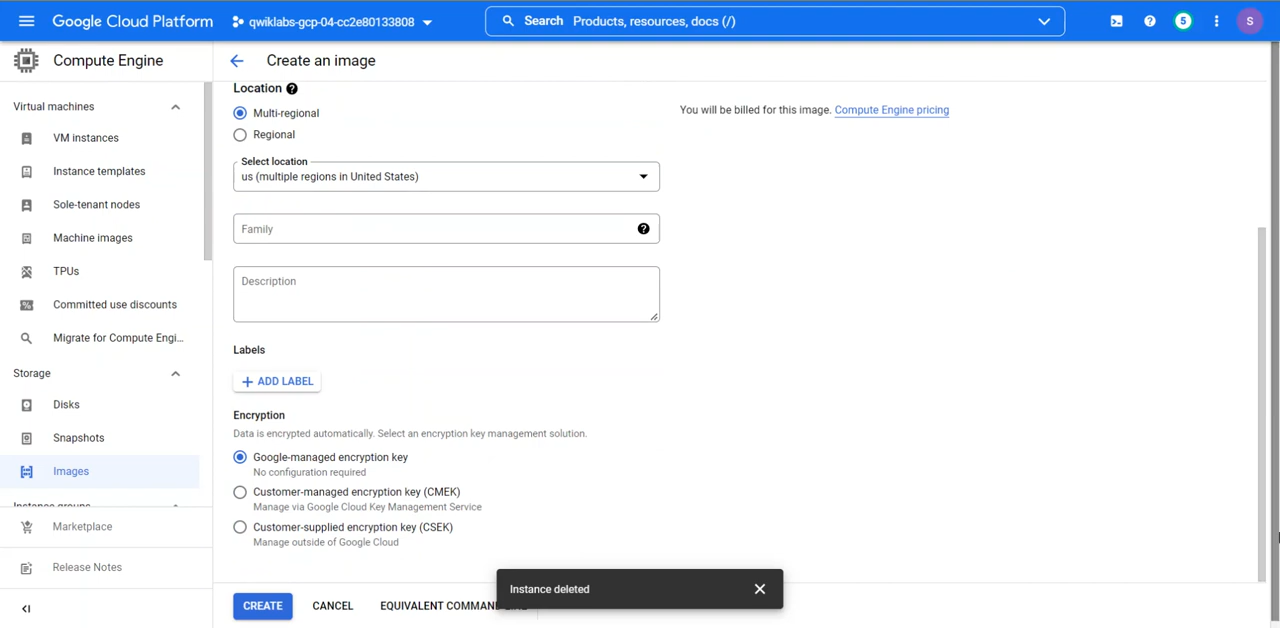 Google Cloud Platform
qwiklabs-gcp-04-cc2e80133808
Search Products, resources, docs (/)
5
S
Compute Engine
Create an image
Virtual machines
VM instances
Instance templates
Sole-tenant nodes
Machine images
TPUs
Committed use discounts
Migrate for Compute Engi...
Storage
Disks
Snapshots
Images
Marketplace
Release Notes
Location
Multi-regional
Regional
You will be billed for this image. Compute Engine pricing
Select location
us (multiple regions in United States)
Family
Description
Labels
+ ADD LABEL
Encryption
Data is encrypted automatically. Select an encryption key management solution.
Google-managed encryption key
No configuration required
Customer-managed encryption key (CMEK)
Manage via Google Cloud Key Management Service
Customer-supplied encryption key (CSEK)
Manage outside of Google Cloud
Instance deleted
CREATE
CANCEL
EQUIVALENT COMMAND